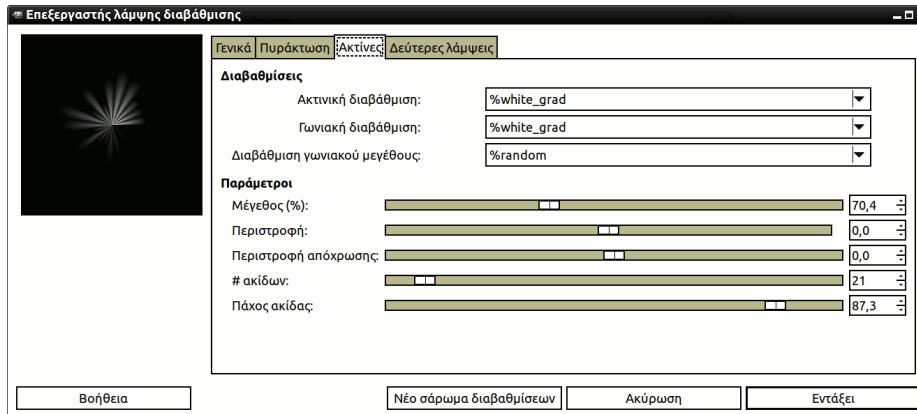 Επεξεργαστής λάμψης διαβάθμισης
Γενικά Πυράκτωση Ακτίνες Δεύτερες λάμψεις
Διαβαθμίσεις
Ακτινική διαβάθμιση: %white_grad
Γωνιακή διαβάθμιση: %white_grad
Διαβάθμιση γωνιακού μεγέθους: %random
Παράμετροι
Μέγεθος (%): 70,4
Περιστροφή: 0,0
Περιστροφή απόχρωσης: 0,0
# ακίδων: 21
Πάχος ακίδας: 87,3
Βοήθεια Νέο σάρωμα διαβαθμίσεων Ακύρωση Εντάξει